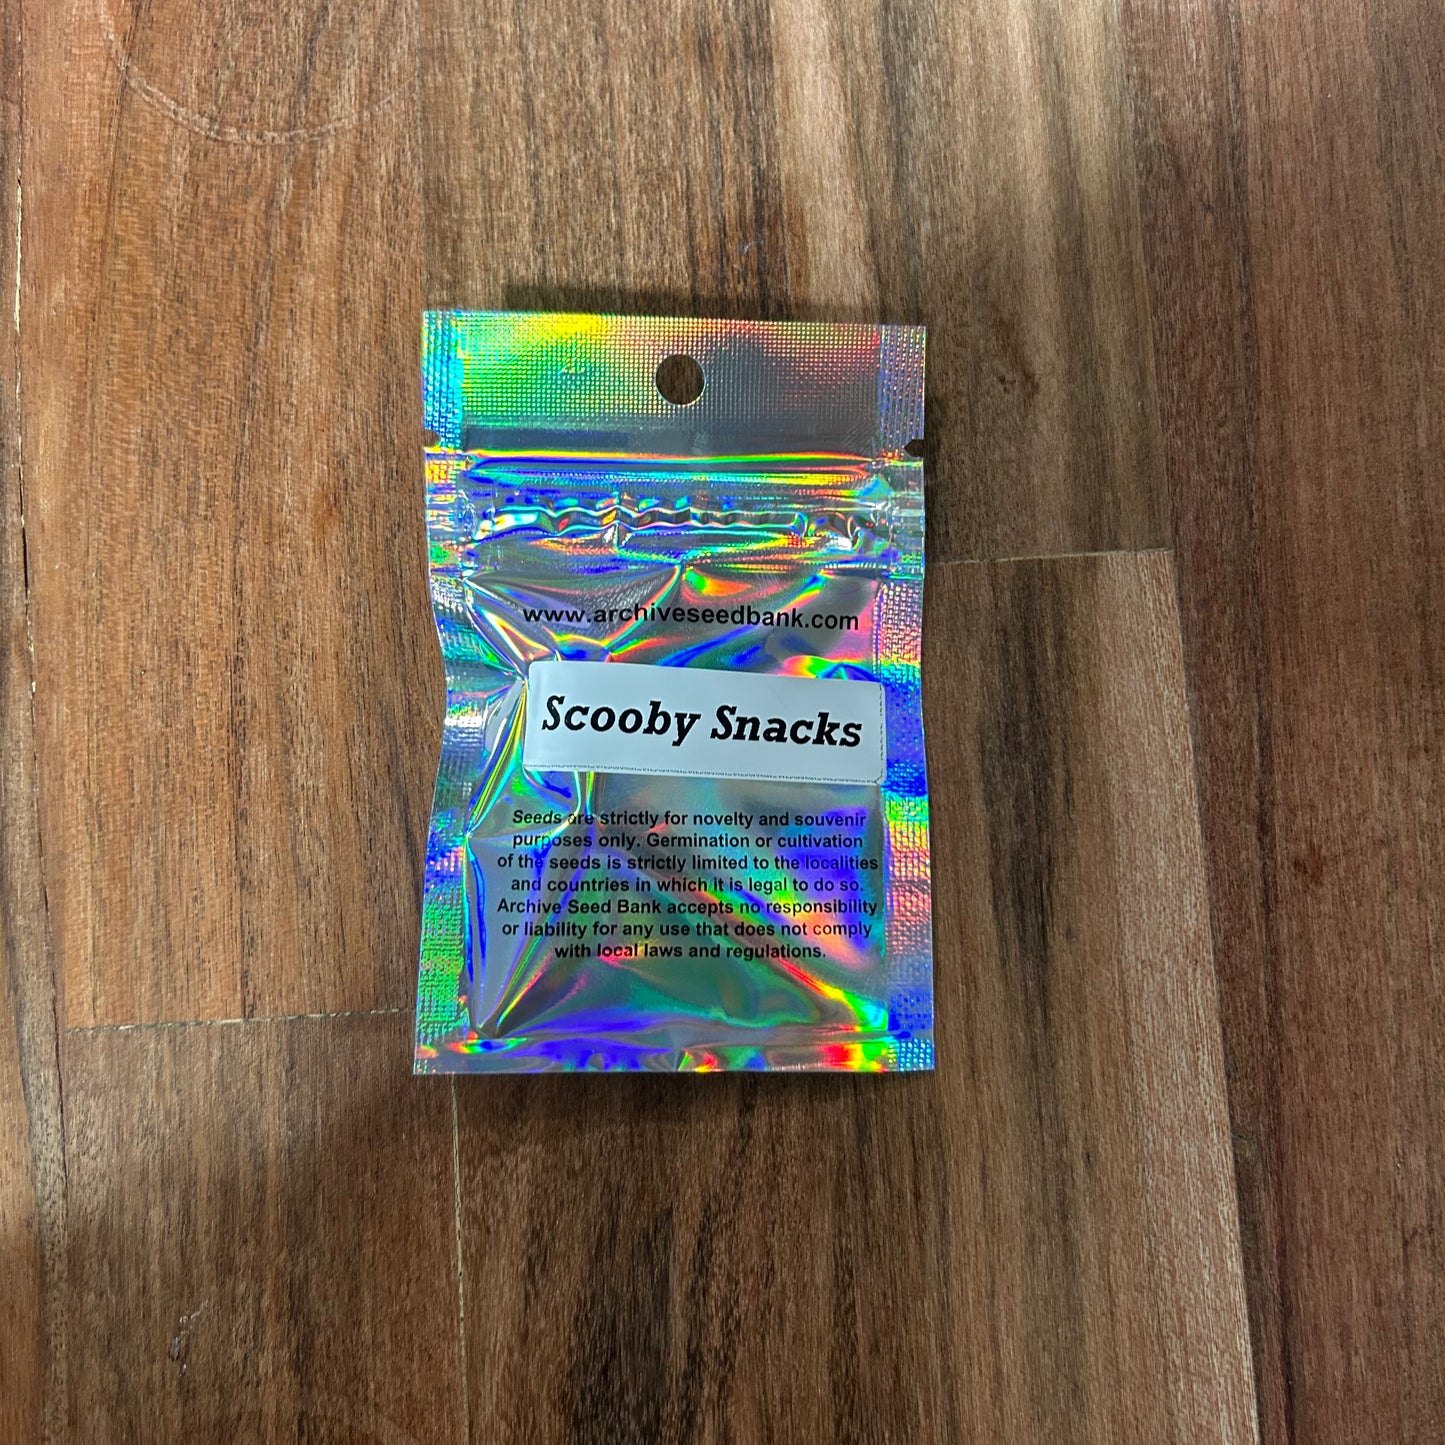 www.archiveseedbank.com
Scooby Snacks
Seeds are strictly for novelty and souvenir
purposes only. Germination or cultivation
of the seeds is strictly limited to the localities
and countries in which it is legal to do so.
Archive Seed Bank accepts no responsibility
or liability for any use that does not comply
with local laws and regulations.